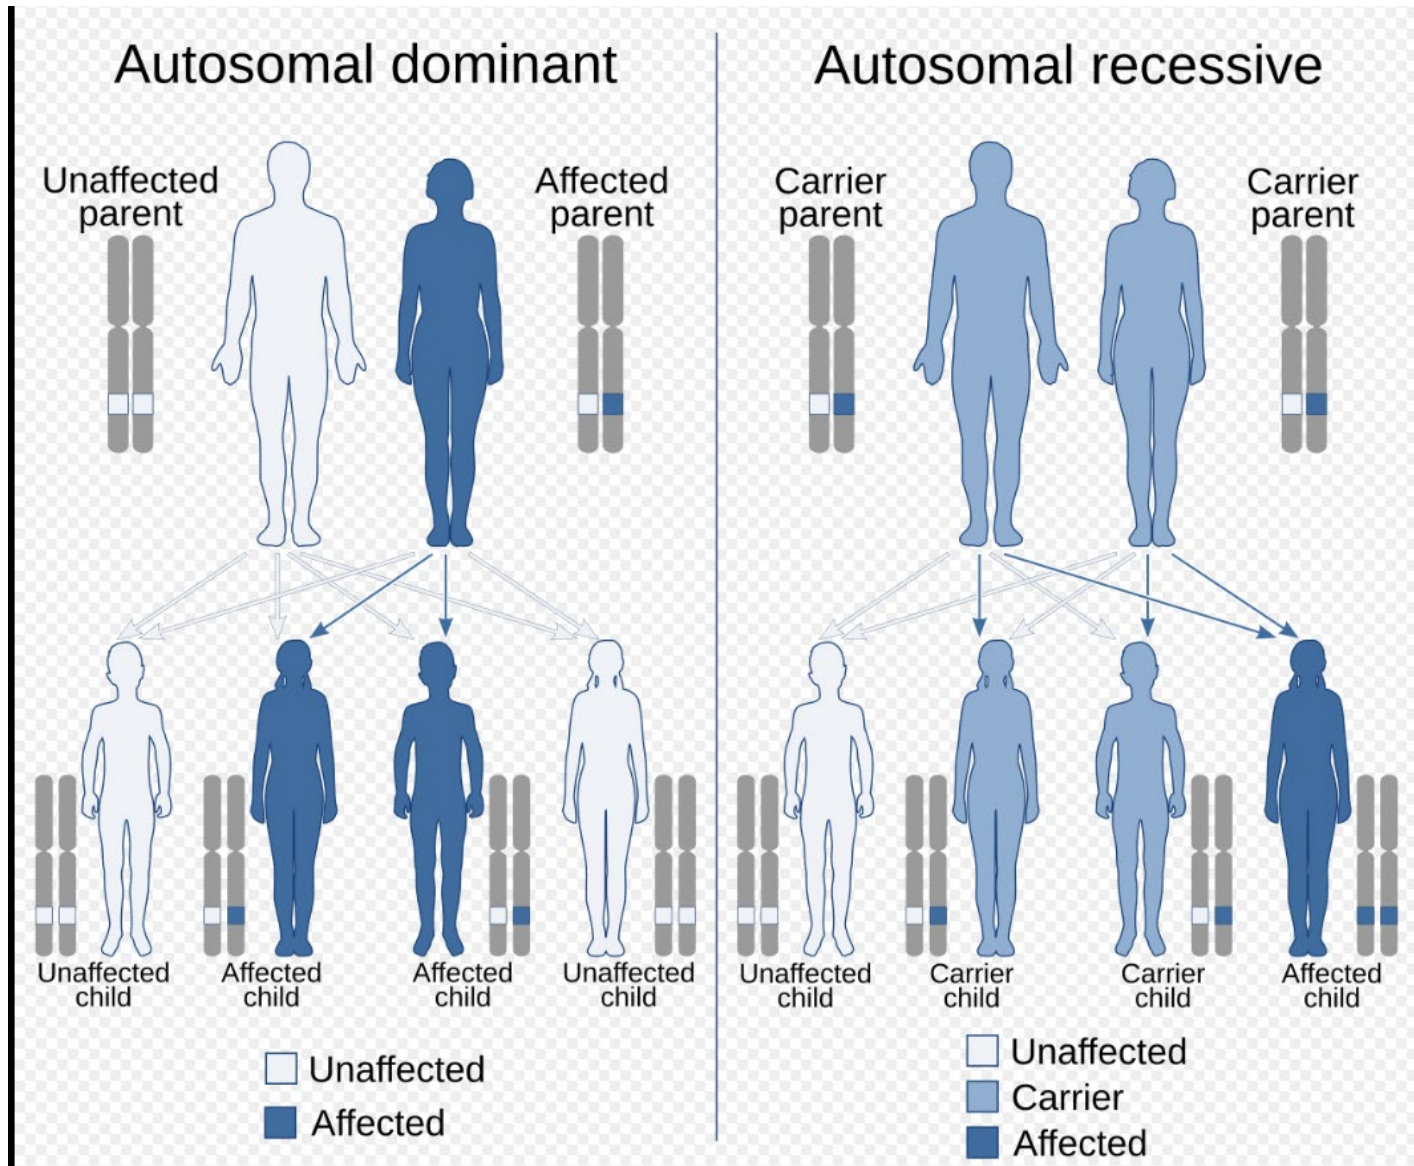 Autosomal dominant
Unaffected
parent
Affected
parent
Unaffected
child
Affected
child
Affected
child
Unaffected
child
Unaffected
Affected
Autosomal recessive
Carrier
parent
Carrier
parent
Unaffected
child
Carrier
child
Carrier
child
Affected
child
Unaffected
Carrier
Affected